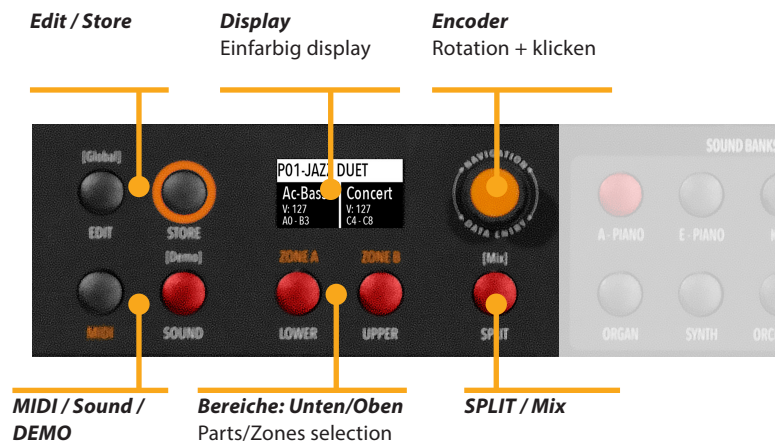 Edit / Store
Display
Einfarbig display
Encoder
Rotation + klicken
[Global]
EDIT
STORE
P01-JAZZ DUET
Ac-Bass
Concert
V: 127
V: 127
A0 - B3
C4 - C8
NAVIGATION
DATA ENTRY
SOUND BANKS
A - PIANO
E - PIANO
[Demo]
ZONE A
ZONE B
[Mix]
MIDI
SOUND
LOWER
UPPER
SPLIT
ORGAN
SYNTH
MIDI / Sound /
DEMO
Bereiche: Unten/Oben
Parts/Zones selection
SPLIT / Mix